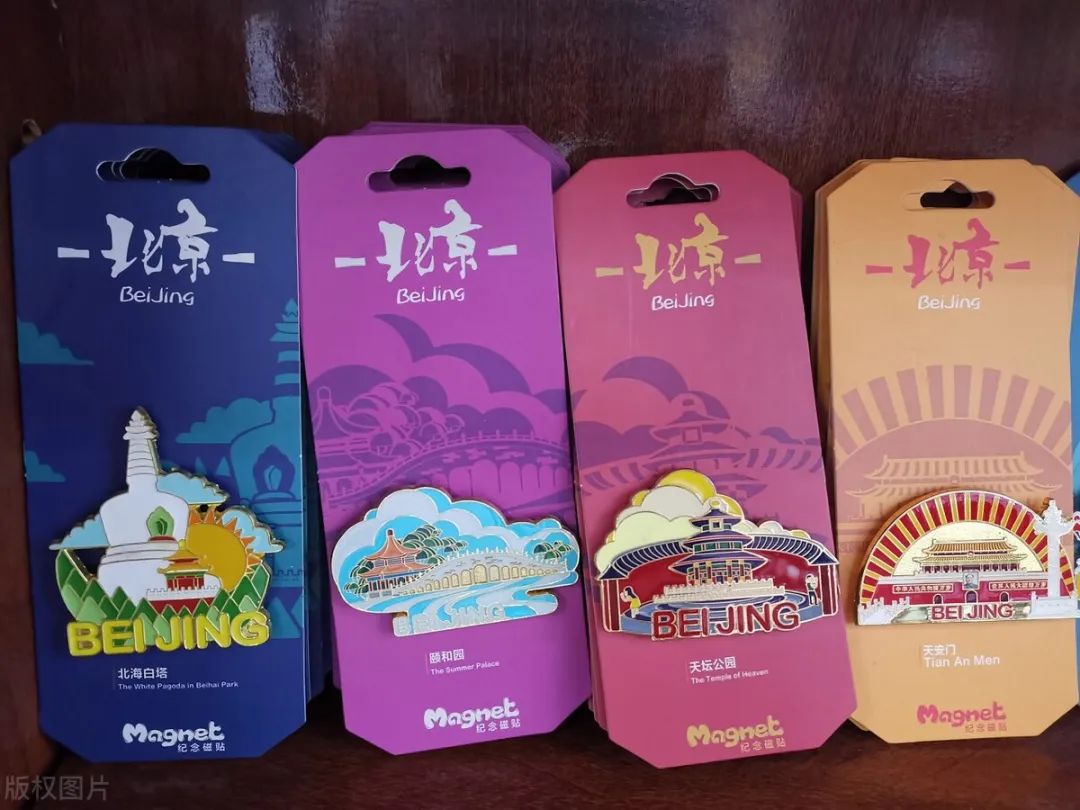 北京
BeiJing
BEIJING
北海白塔
The White Pagoda in Beihai Park
Magnet
纪念磁贴
北京
BeiJing
BEIJING
颐和园
The Summer Palace
Magnet
纪念磁贴
北京
BeiJing
BEIJING
天坛公园
The Temple of Heaven
Magnet
纪念磁贴
北京
BeiJing
BEIJING
天安门
Tian An Men
Magnet
纪念磁贴
版权图片